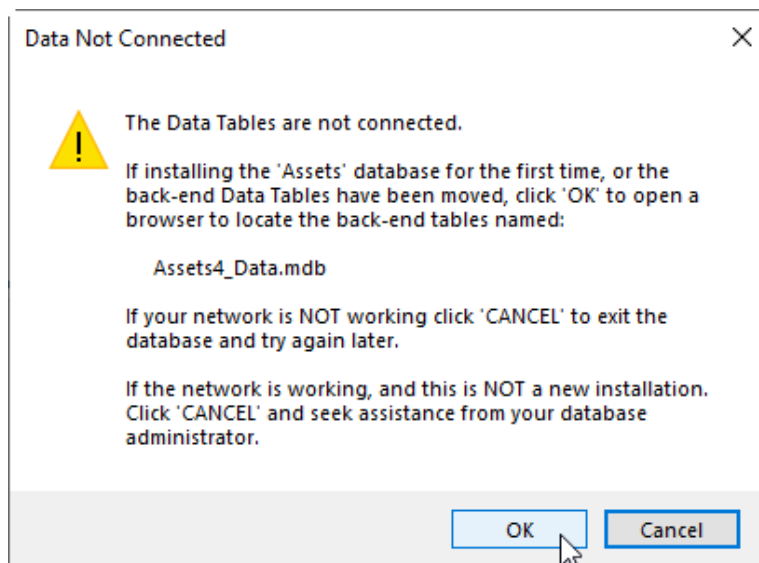 Data Not Connected
The Data Tables are not connected.
If installing the 'Assets' database for the first time, or the
back-end Data Tables have been moved, click 'OK' to open a
browser to locate the back-end tables named:
Assets4_Data.mdb
If your network is NOT working click 'CANCEL' to exit the
database and try again later.
If the network is working, and this is NOT a new installation.
Click 'CANCEL' and seek assistance from your database
administrator.
OK
Cancel